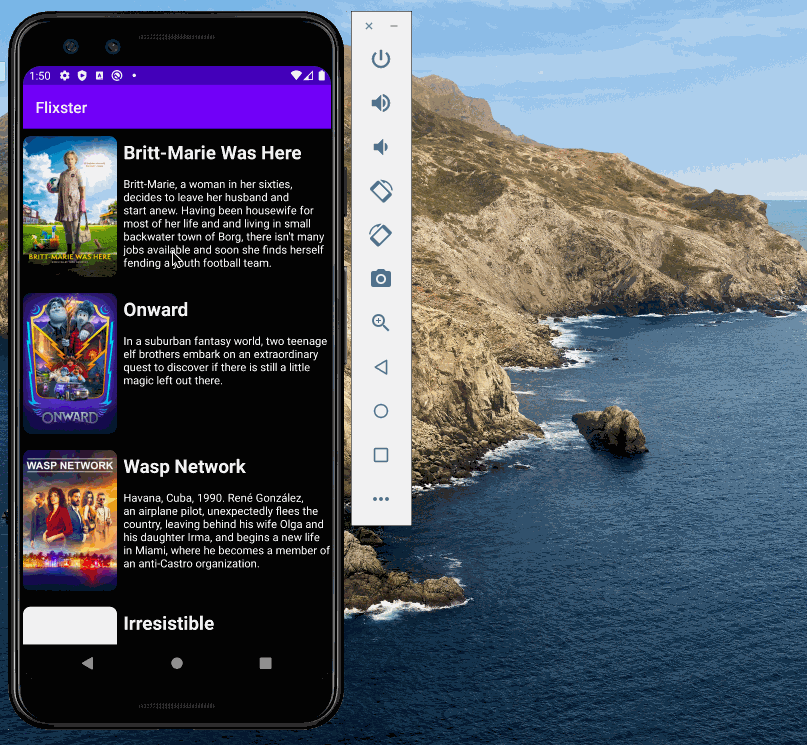 1:50
Flixster
Britt-Marie Was Here
Britt-Marie, a woman in her sixties,
decides to leave her husband and
start anew. Having been housewife for
most of her life and and living in small
backwater town of Borg, there isn't many
jobs available and soon she finds herself
fending a youth football team.
BRITT-MARIE WAS HERE
Onward
In a suburban fantasy world, two teenage
elf brothers embark on an extraordinary
quest to discover if there is still a little
magic left out there.
ONWARD
Wasp Network
WASP NETWORK
Havana, Cuba, 1990. René González,
an airplane pilot, unexpectedly flees the
country, leaving behind his wife Olga and
his daughter Irma, and begins a new life
in Miami, where he becomes a member of
an anti-Castro organization.
Irresistible